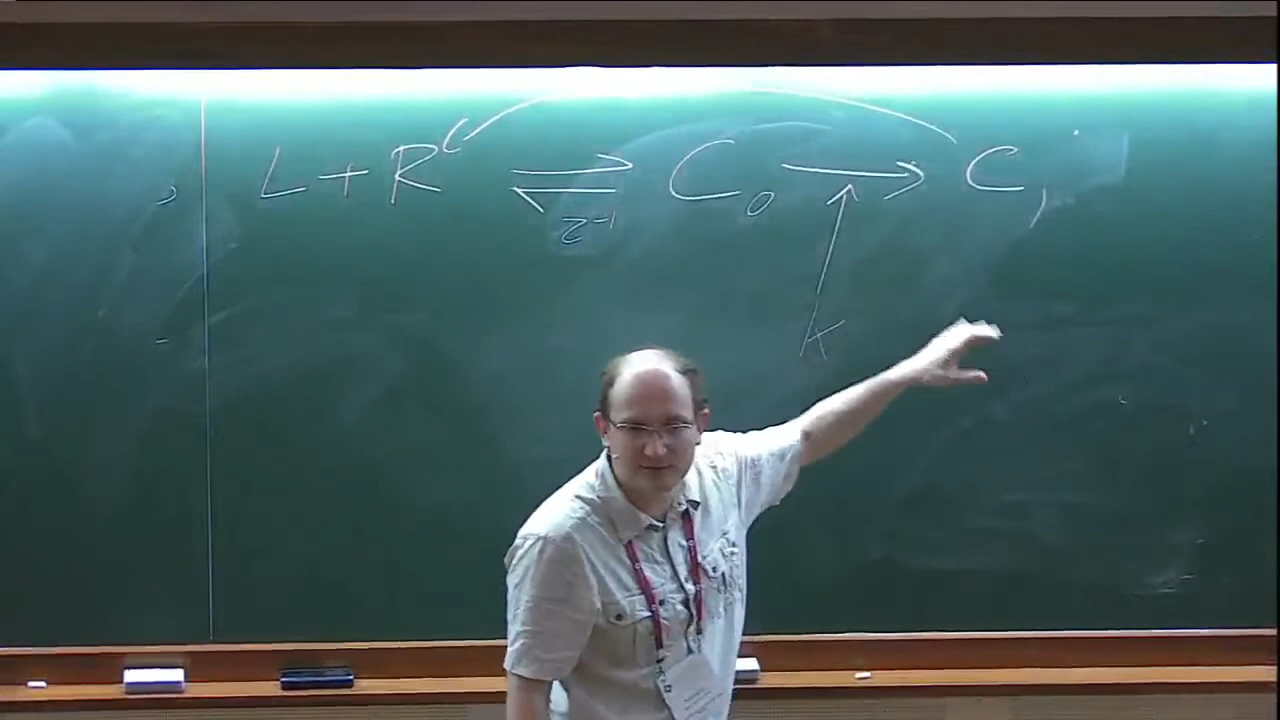 L + R ⇌ C₀ → C₁
τ⁻¹
k